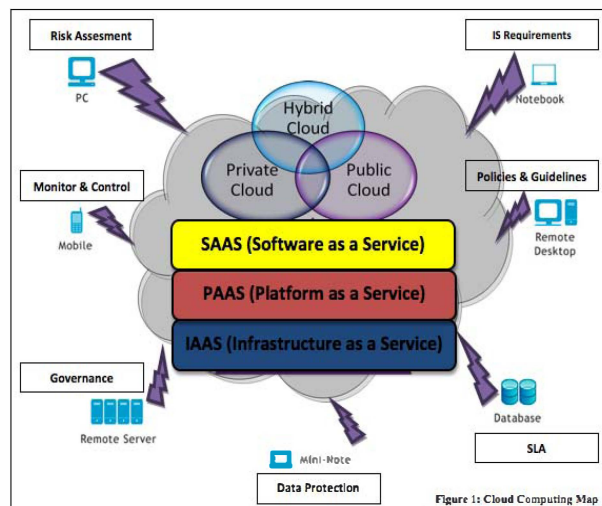 Risk Assesment
PC
IS Requirements
Notebook
Hybrid
Cloud
Private
Cloud
Public
Cloud
Monitor & Control
Mobile
Policies & Guidelines
Remote
Desktop
SAAS (Software as a Service)
PAAS (Platform as a Service)
IAAS (Infrastructure as a Service)
Governance
Remote Server
Database
SLA
Mini-Note
Data Protection
Figure 1: Cloud Computing Map